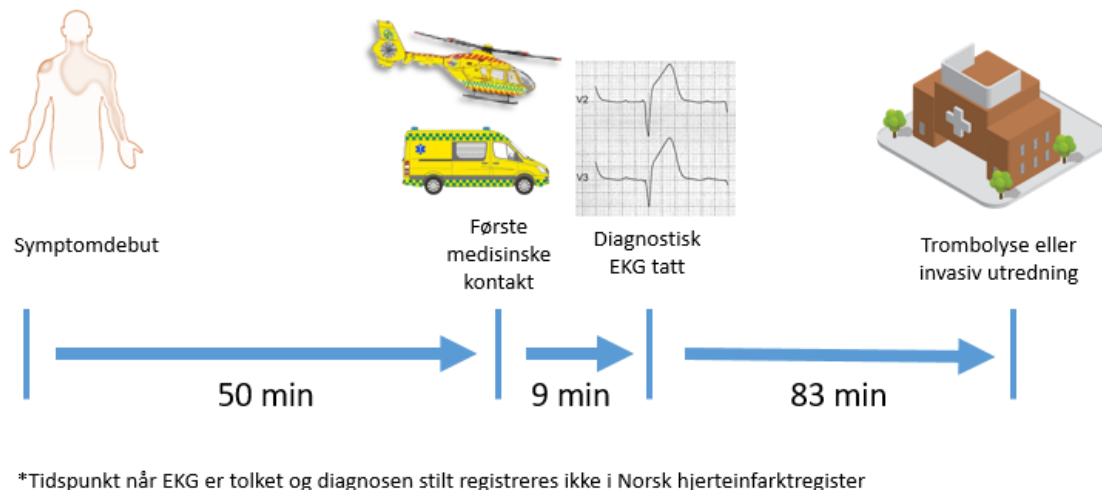 V2
V3
Symptomdebut
Første
medisinske
kontakt
Diagnostisk
EKG tatt
Trombolyse eller
invasiv utredning
50 min
9 min
83 min
*Tidspunkt når EKG er tolket og diagnosen stilt registreres ikke i Norsk hjerteinfarktregister